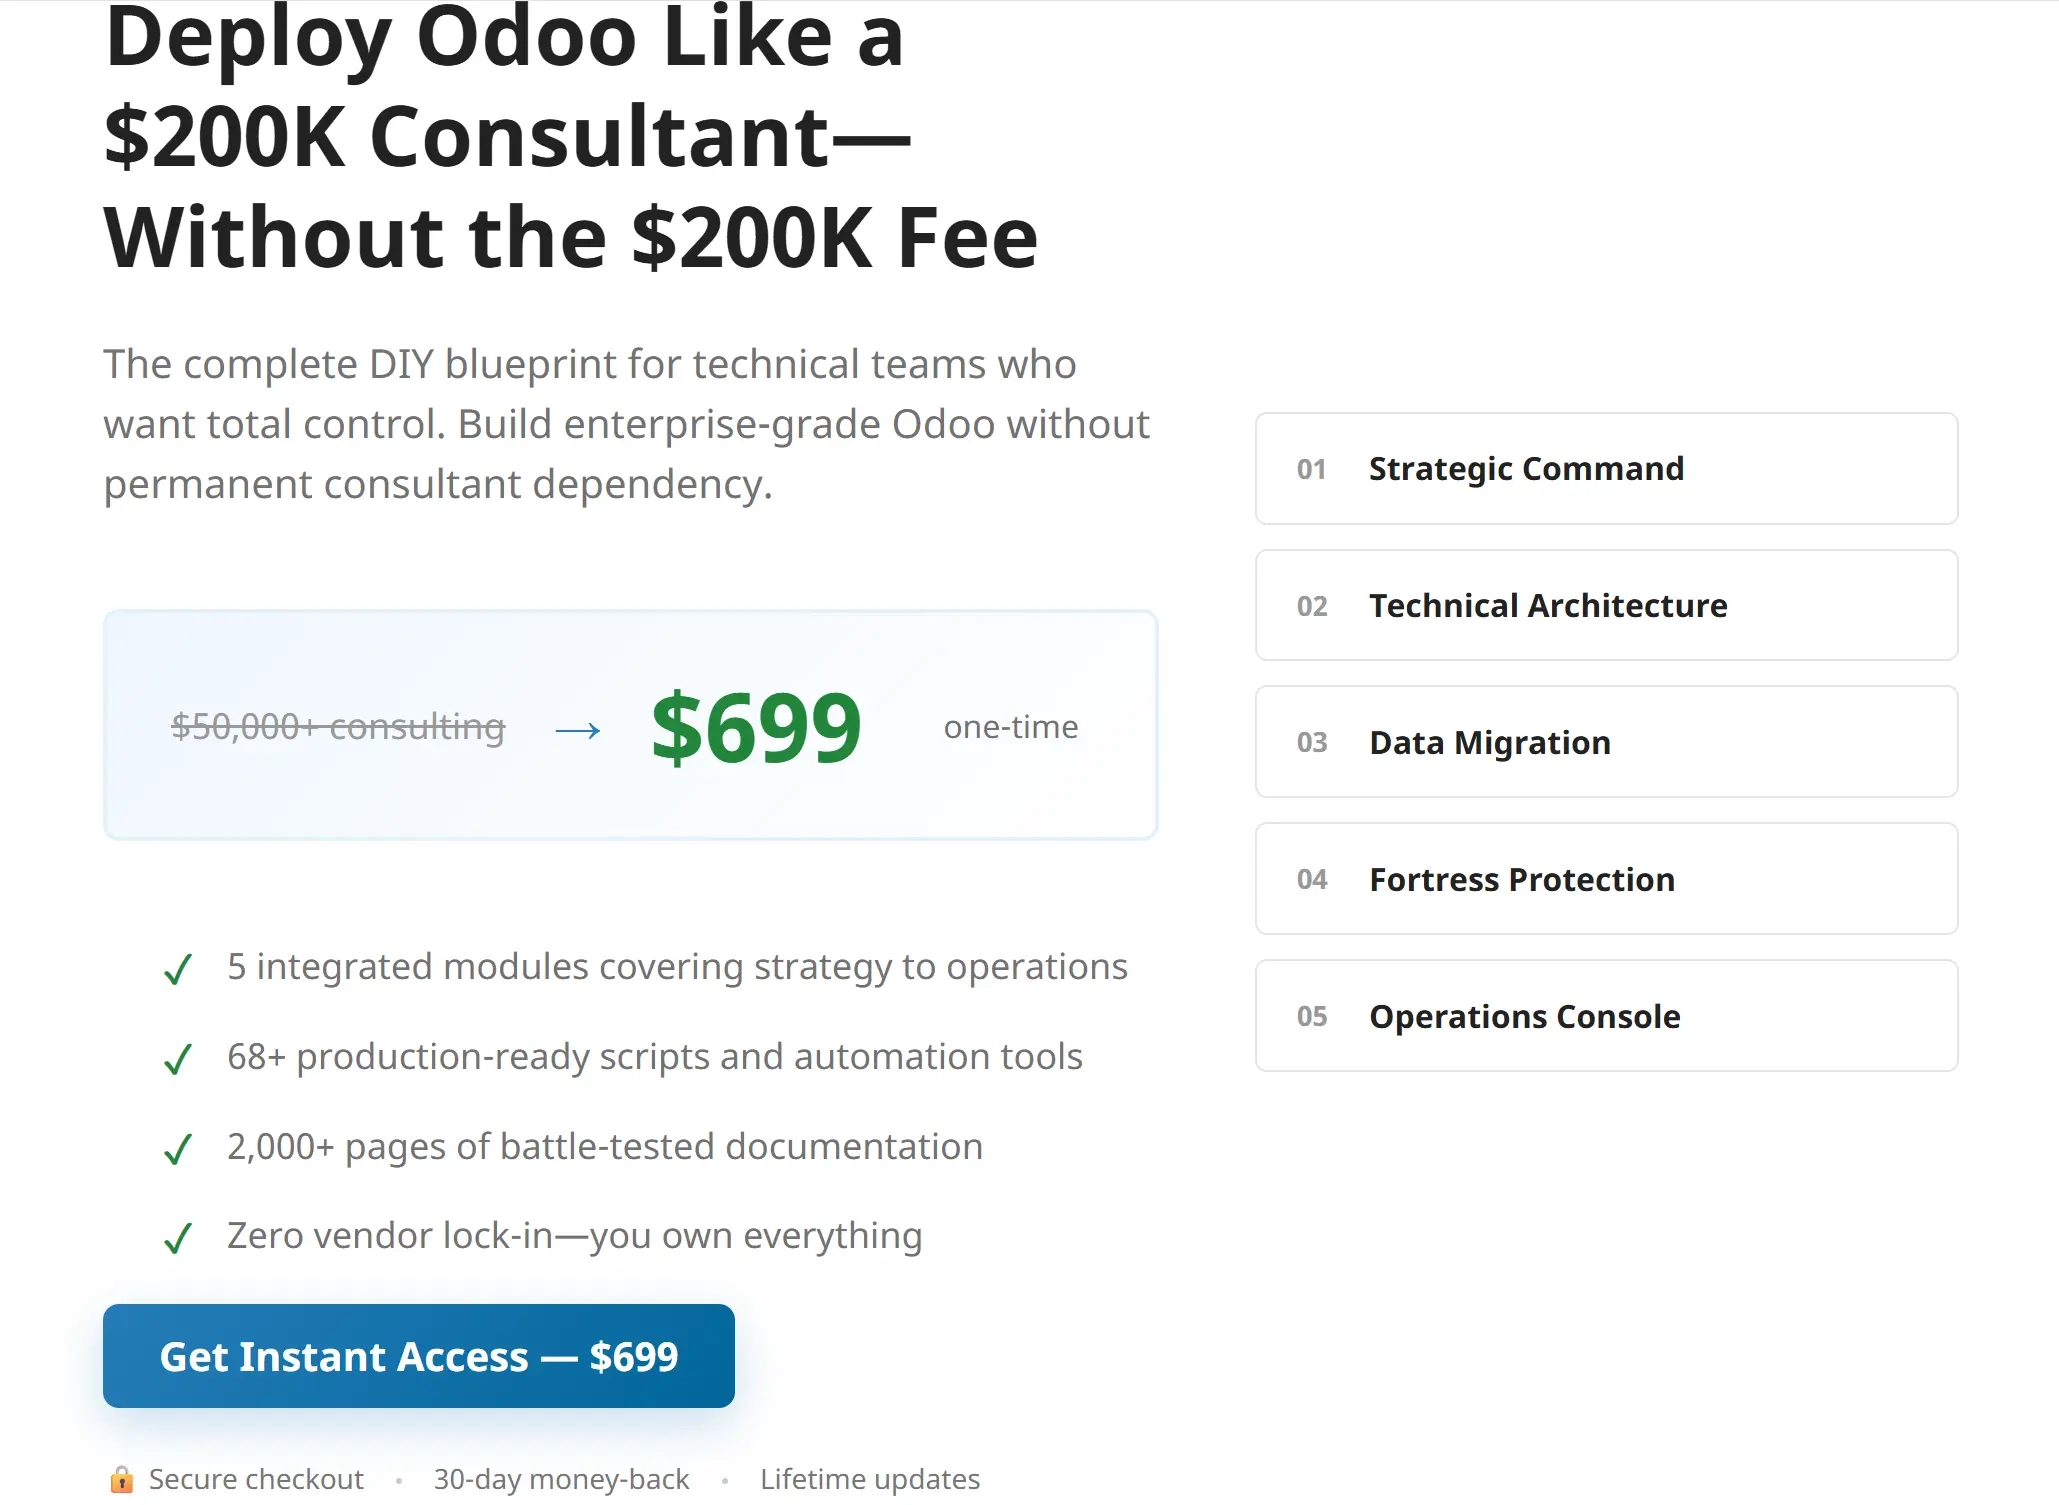 Deploy Odoo Like a
$200K Consultant—
Without the $200K Fee
The complete DIY blueprint for technical teams who
want total control. Build enterprise-grade Odoo without
permanent consultant dependency.
$50,000+ consulting → $699 one-time
✓ 5 integrated modules covering strategy to operations
✓ 68+ production-ready scripts and automation tools
✓ 2,000+ pages of battle-tested documentation
✓ Zero vendor lock-in—you own everything
Get Instant Access — $699
🔒 Secure checkout • 30-day money-back • Lifetime updates
01 Strategic Command
02 Technical Architecture
03 Data Migration
04 Fortress Protection
05 Operations Console